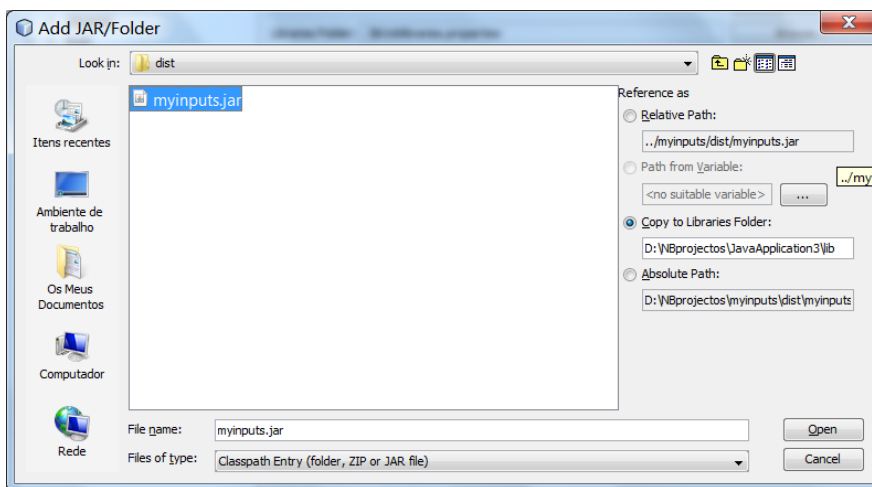 Add JAR/Folder
Look in:
dist
myinputs.jar
Itens recentes
Ambiente de
trabalho
Os Meus
Documentos
Computador
Rede
Reference as
Relative Path:
../myinputs/dist/myinputs.jar
Path from Variable:
../my
<no suitable variable>
...
Copy to Libraries Folder:
D:\NBprojectos\JavaApplication3\lib
Absolute Path:
D:\NBprojectos\myinputs\dist\myinputs
File name:
myinputs.jar
Open
Files of type:
Classpath Entry (folder, ZIP or JAR file)
Cancel